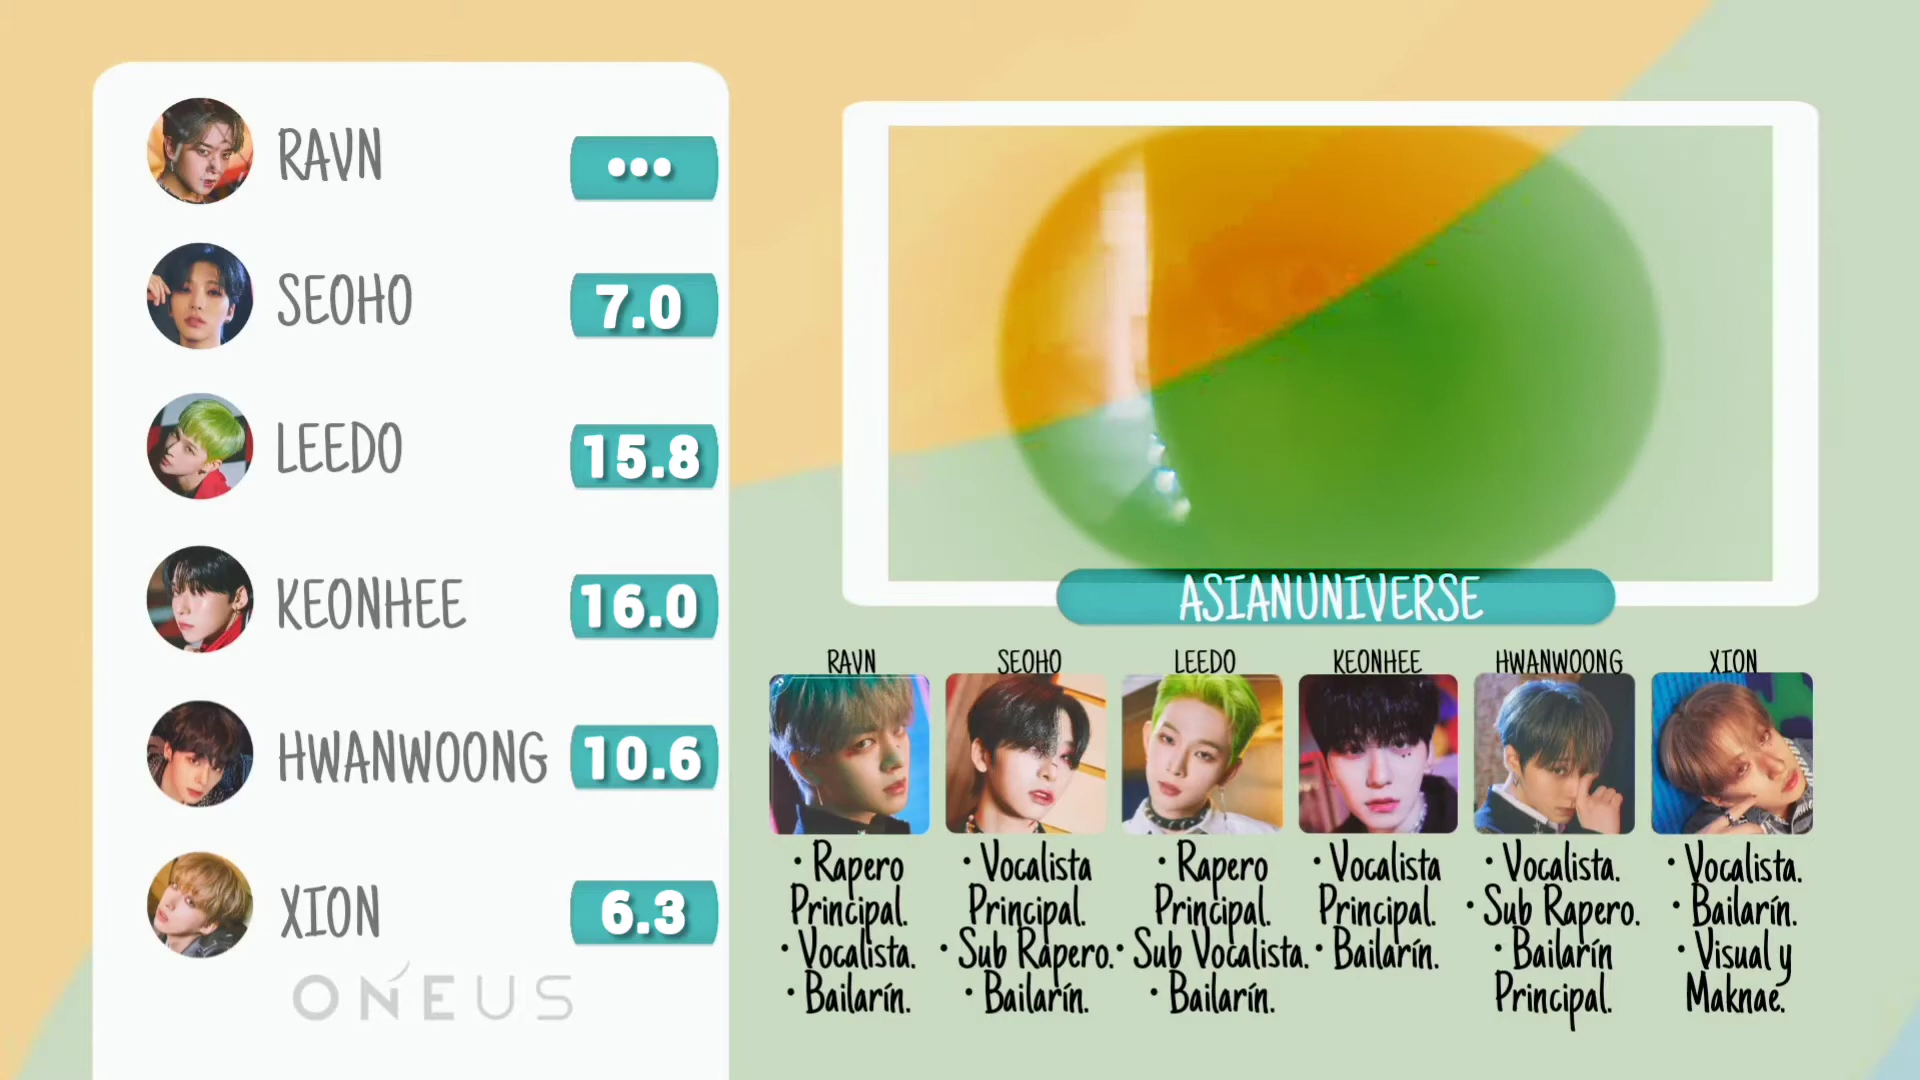 RAVN
•••
SEOHO
7.0
LEEDO
15.8
KEONHEE
16.0
HWANWOONG
10.6
XION
6.3
ONEUS
ASIANUNIVERSE
RAVN
• Rapero
Principal.
• Vocalista.
• Bailarín.
SEOHO
• Vocalista
Principal.
• Sub Rapero.
• Bailarín.
LEEDO
• Rapero
Principal.
• Sub Vocalista.
• Bailarín.
KEONHEE
• Vocalista
Principal.
• Bailarín.
HWANWOONG
• Vocalista.
• Sub Rapero.
• Bailarín
Principal.
XION
• Vocalista.
• Bailarín.
• Visual y
Maknae.